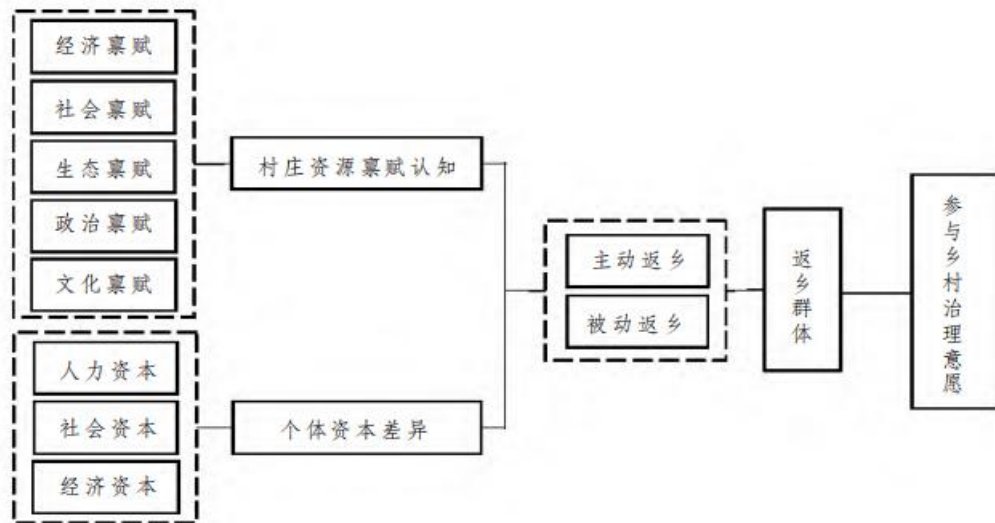 经济禀赋
社会禀赋
生态禀赋
政治禀赋
文化禀赋
村庄资源禀赋认知
人力资本
社会资本
经济资本
个体资本差异
主动返乡
被动返乡
返乡群体
参与乡村治理意愿